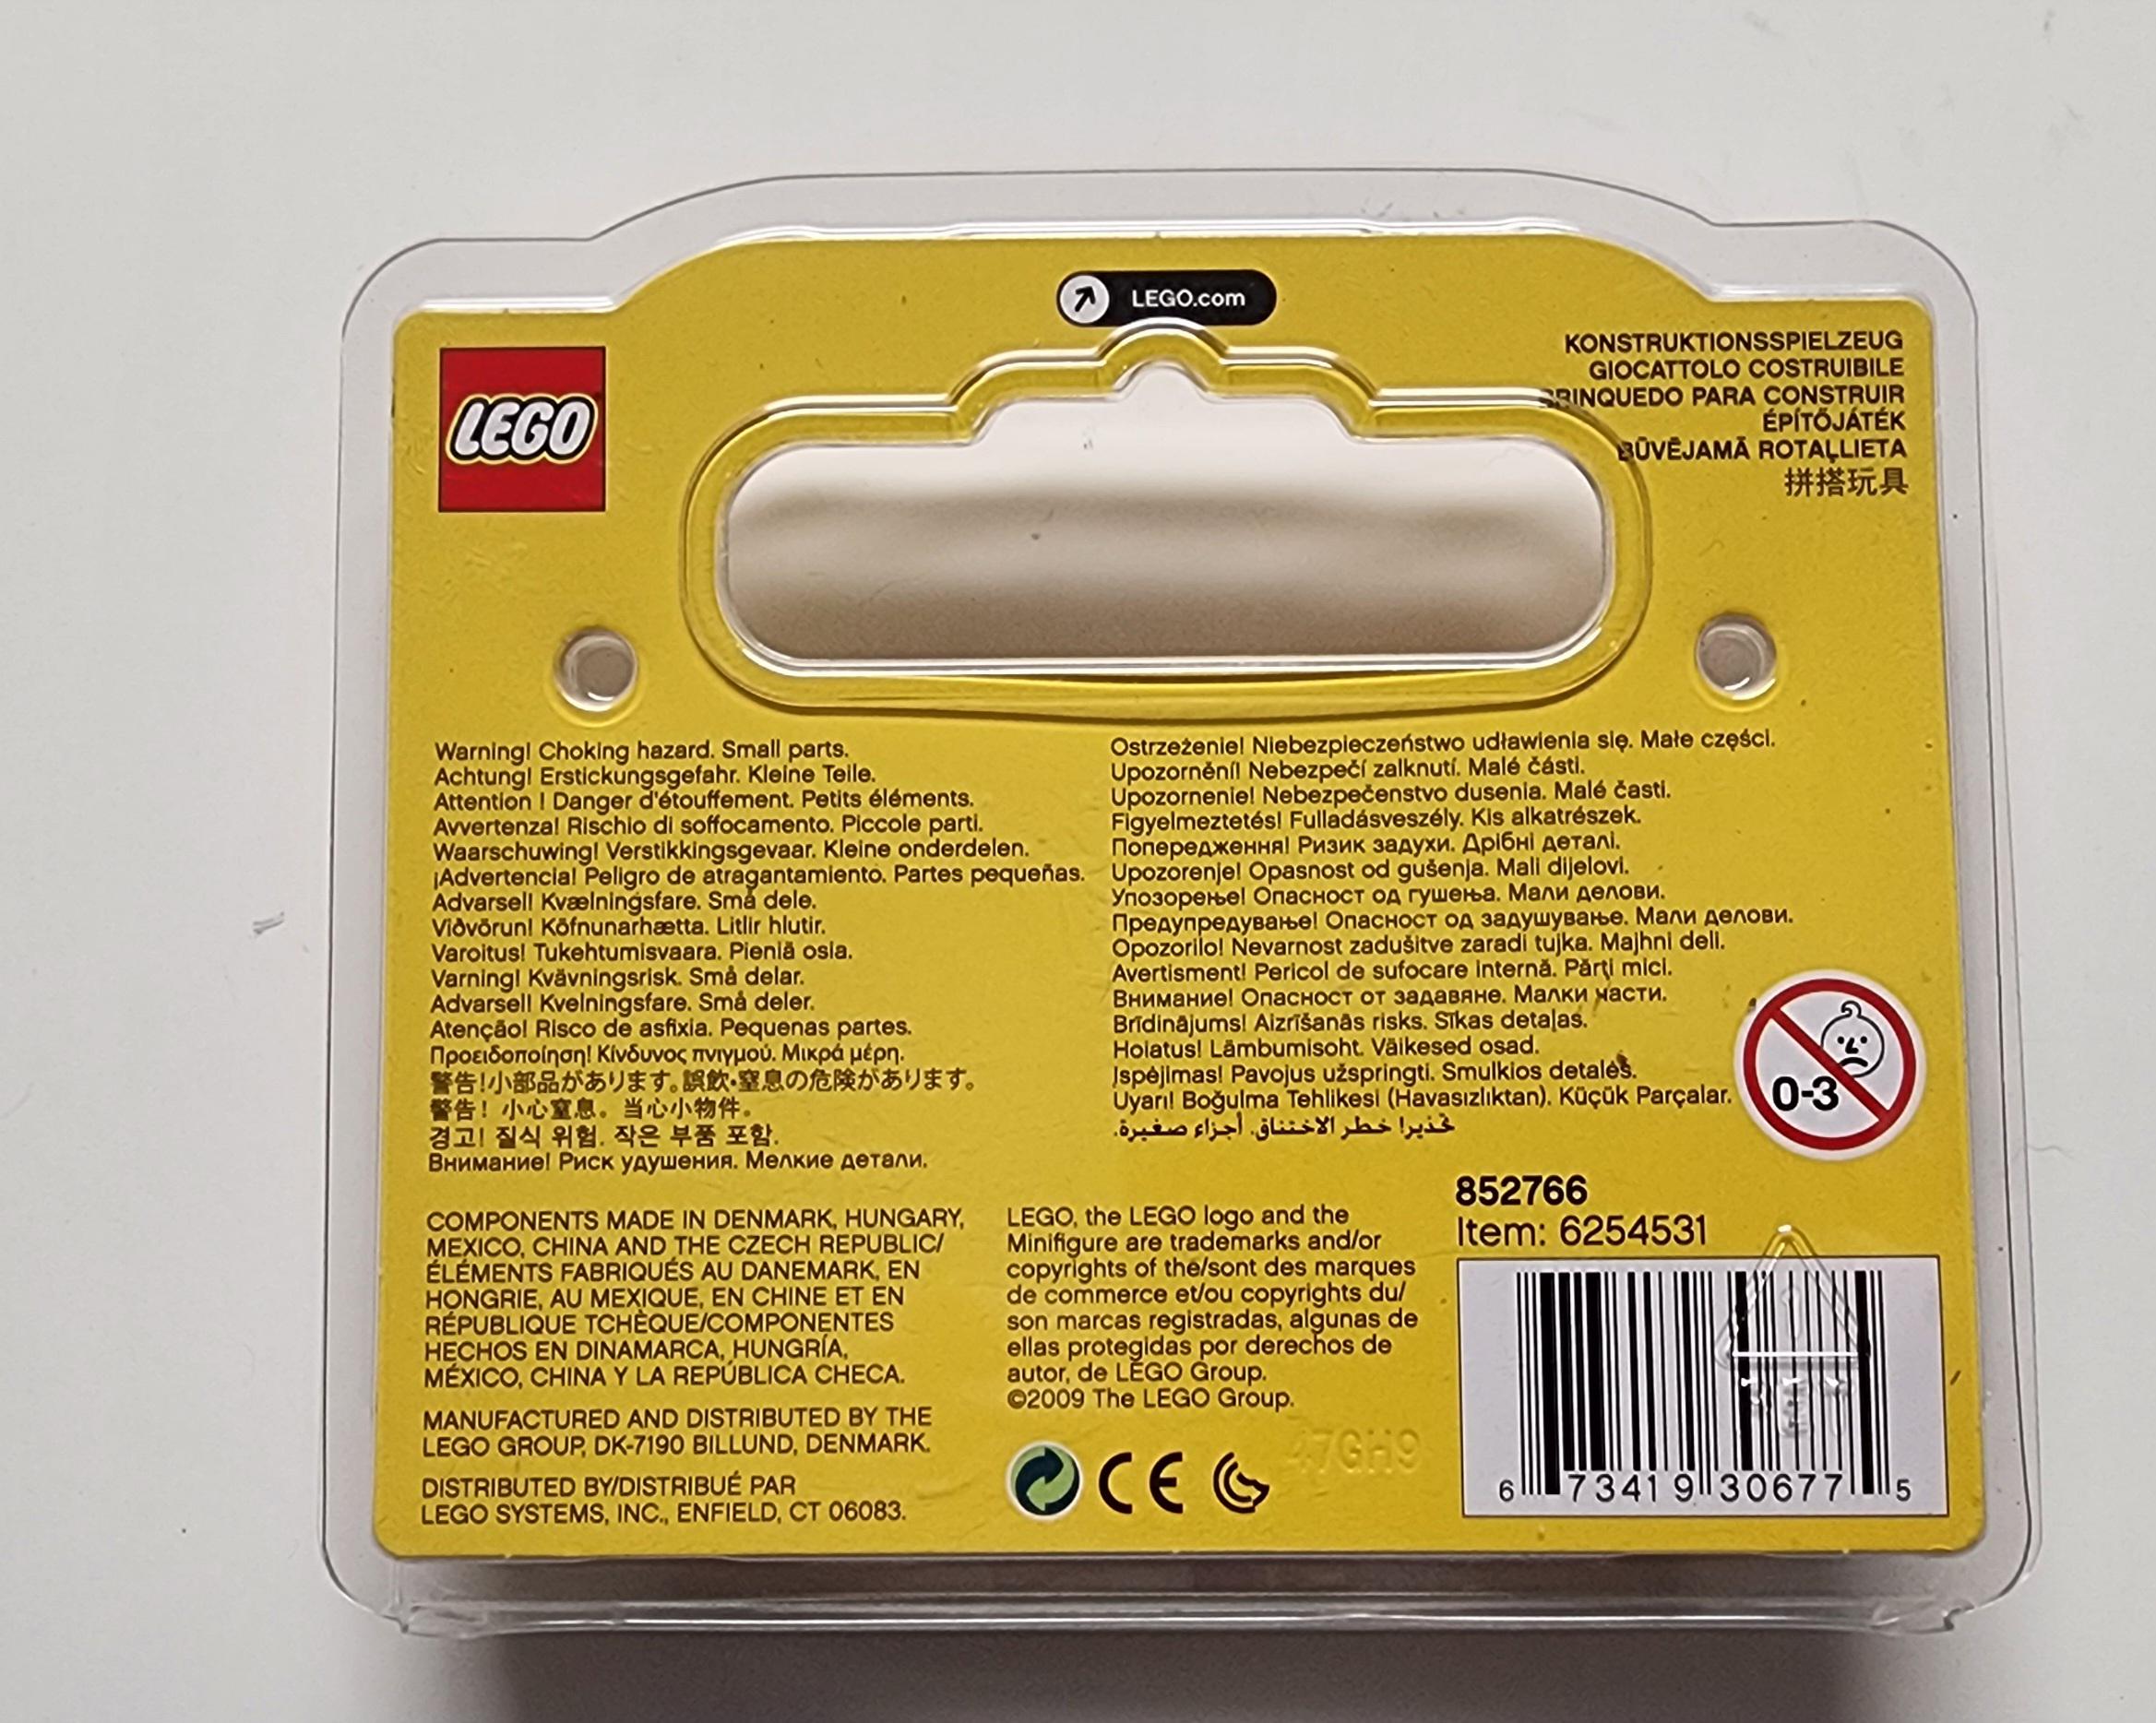 LEGO.com
LEGO
KONSTRUKTIONSSPIELZEUG
GIOCATTOLO COSTRUIBILE
BRINQUEDO PARA CONSTRUIR
ÉPÍTŐJÁTÉK
BŪVĒJAMĀ ROTAĻLIETA
拼搭玩具
Warning! Choking hazard. Small parts.
Achtung! Erstickungsgefahr. Kleine Teile.
Attention ! Danger d'étouffement. Petits éléments.
Avvertenza! Rischio di soffocamento. Piccole parti.
Waarschuwing! Verstikkingsgevaar. Kleine onderdelen.
¡Advertencia! Peligro de atragantamiento. Partes pequeñas.
Advarsel! Kvælningsfare. Små dele.
Viðvörun! Köfnunarhætta. Litlir hlutir.
Varoitus! Tukehtumisvaara. Pieniä osia.
Varning! Kvävningsrisk. Små delar.
Advarsel! Kvelningsfare. Små deler.
Atenção! Risco de asfixia. Pequenas partes.
Προειδοποίηση! Κίνδυνος πνιγμού. Μικρά μέρη.
警告!小部品があります。誤飲・窒息の危険があります。
警告! 小心窒息。当心小物件。
경고! 질식 위험. 작은 부품 포함.
Внимание! Риск удушения. Мелкие детали.
Ostrzeżenie! Niebezpieczeństwo udławienia się. Małe części.
Upozornění! Nebezpečí zalknutí. Malé části.
Upozornenie! Nebezpečenstvo dusenia. Malé časti.
Figyelmeztetés! Fulladásveszély. Kis alkatrészek.
Попередження! Ризик задухи. Дрібні деталі.
Upozorenje! Opasnost od gušenja. Mali dijelovi.
Упозорење! Опасност од гушења. Мали делови.
Предупредување! Опасност од задушување. Мали делови.
Opozorilo! Nevarnost zadušitve zaradi tujka. Majhni deli.
Avertisment! Pericol de sufocare internă. Părţi mici.
Внимание! Опасност от задавяне. Малки части.
Brīdinājums! Aizrīšanās risks. Sīkas detaļas.
Hoiatus! Lämbumisoht. Väikesed osad.
Įspėjimas! Pavojus užspringti. Smulkios detalės.
Uyarı! Boğulma Tehlikesi (Havasızlıktan). Küçük Parçalar.
تحذير! خطر الاختناق. أجزاء صغيرة.
0-3
COMPONENTS MADE IN DENMARK, HUNGARY,
MEXICO, CHINA AND THE CZECH REPUBLIC/
ÉLÉMENTS FABRIQUÉS AU DANEMARK, EN
HONGRIE, AU MEXIQUE, EN CHINE ET EN
RÉPUBLIQUE TCHÈQUE/COMPONENTES
HECHOS EN DINAMARCA, HUNGRÍA,
MÉXICO, CHINA Y LA REPÚBLICA CHECA.
MANUFACTURED AND DISTRIBUTED BY THE
LEGO GROUP, DK-7190 BILLUND, DENMARK.
DISTRIBUTED BY/DISTRIBUÉ PAR
LEGO SYSTEMS, INC., ENFIELD, CT 06083.
LEGO, the LEGO logo and the
Minifigure are trademarks and/or
copyrights of the/sont des marques
de commerce et/ou copyrights du/
son marcas registradas, algunas de
ellas protegidas por derechos de
autor, de LEGO Group.
©2009 The LEGO Group.
CE
47GH9
852766
Item: 6254531
6 73419 30677 5